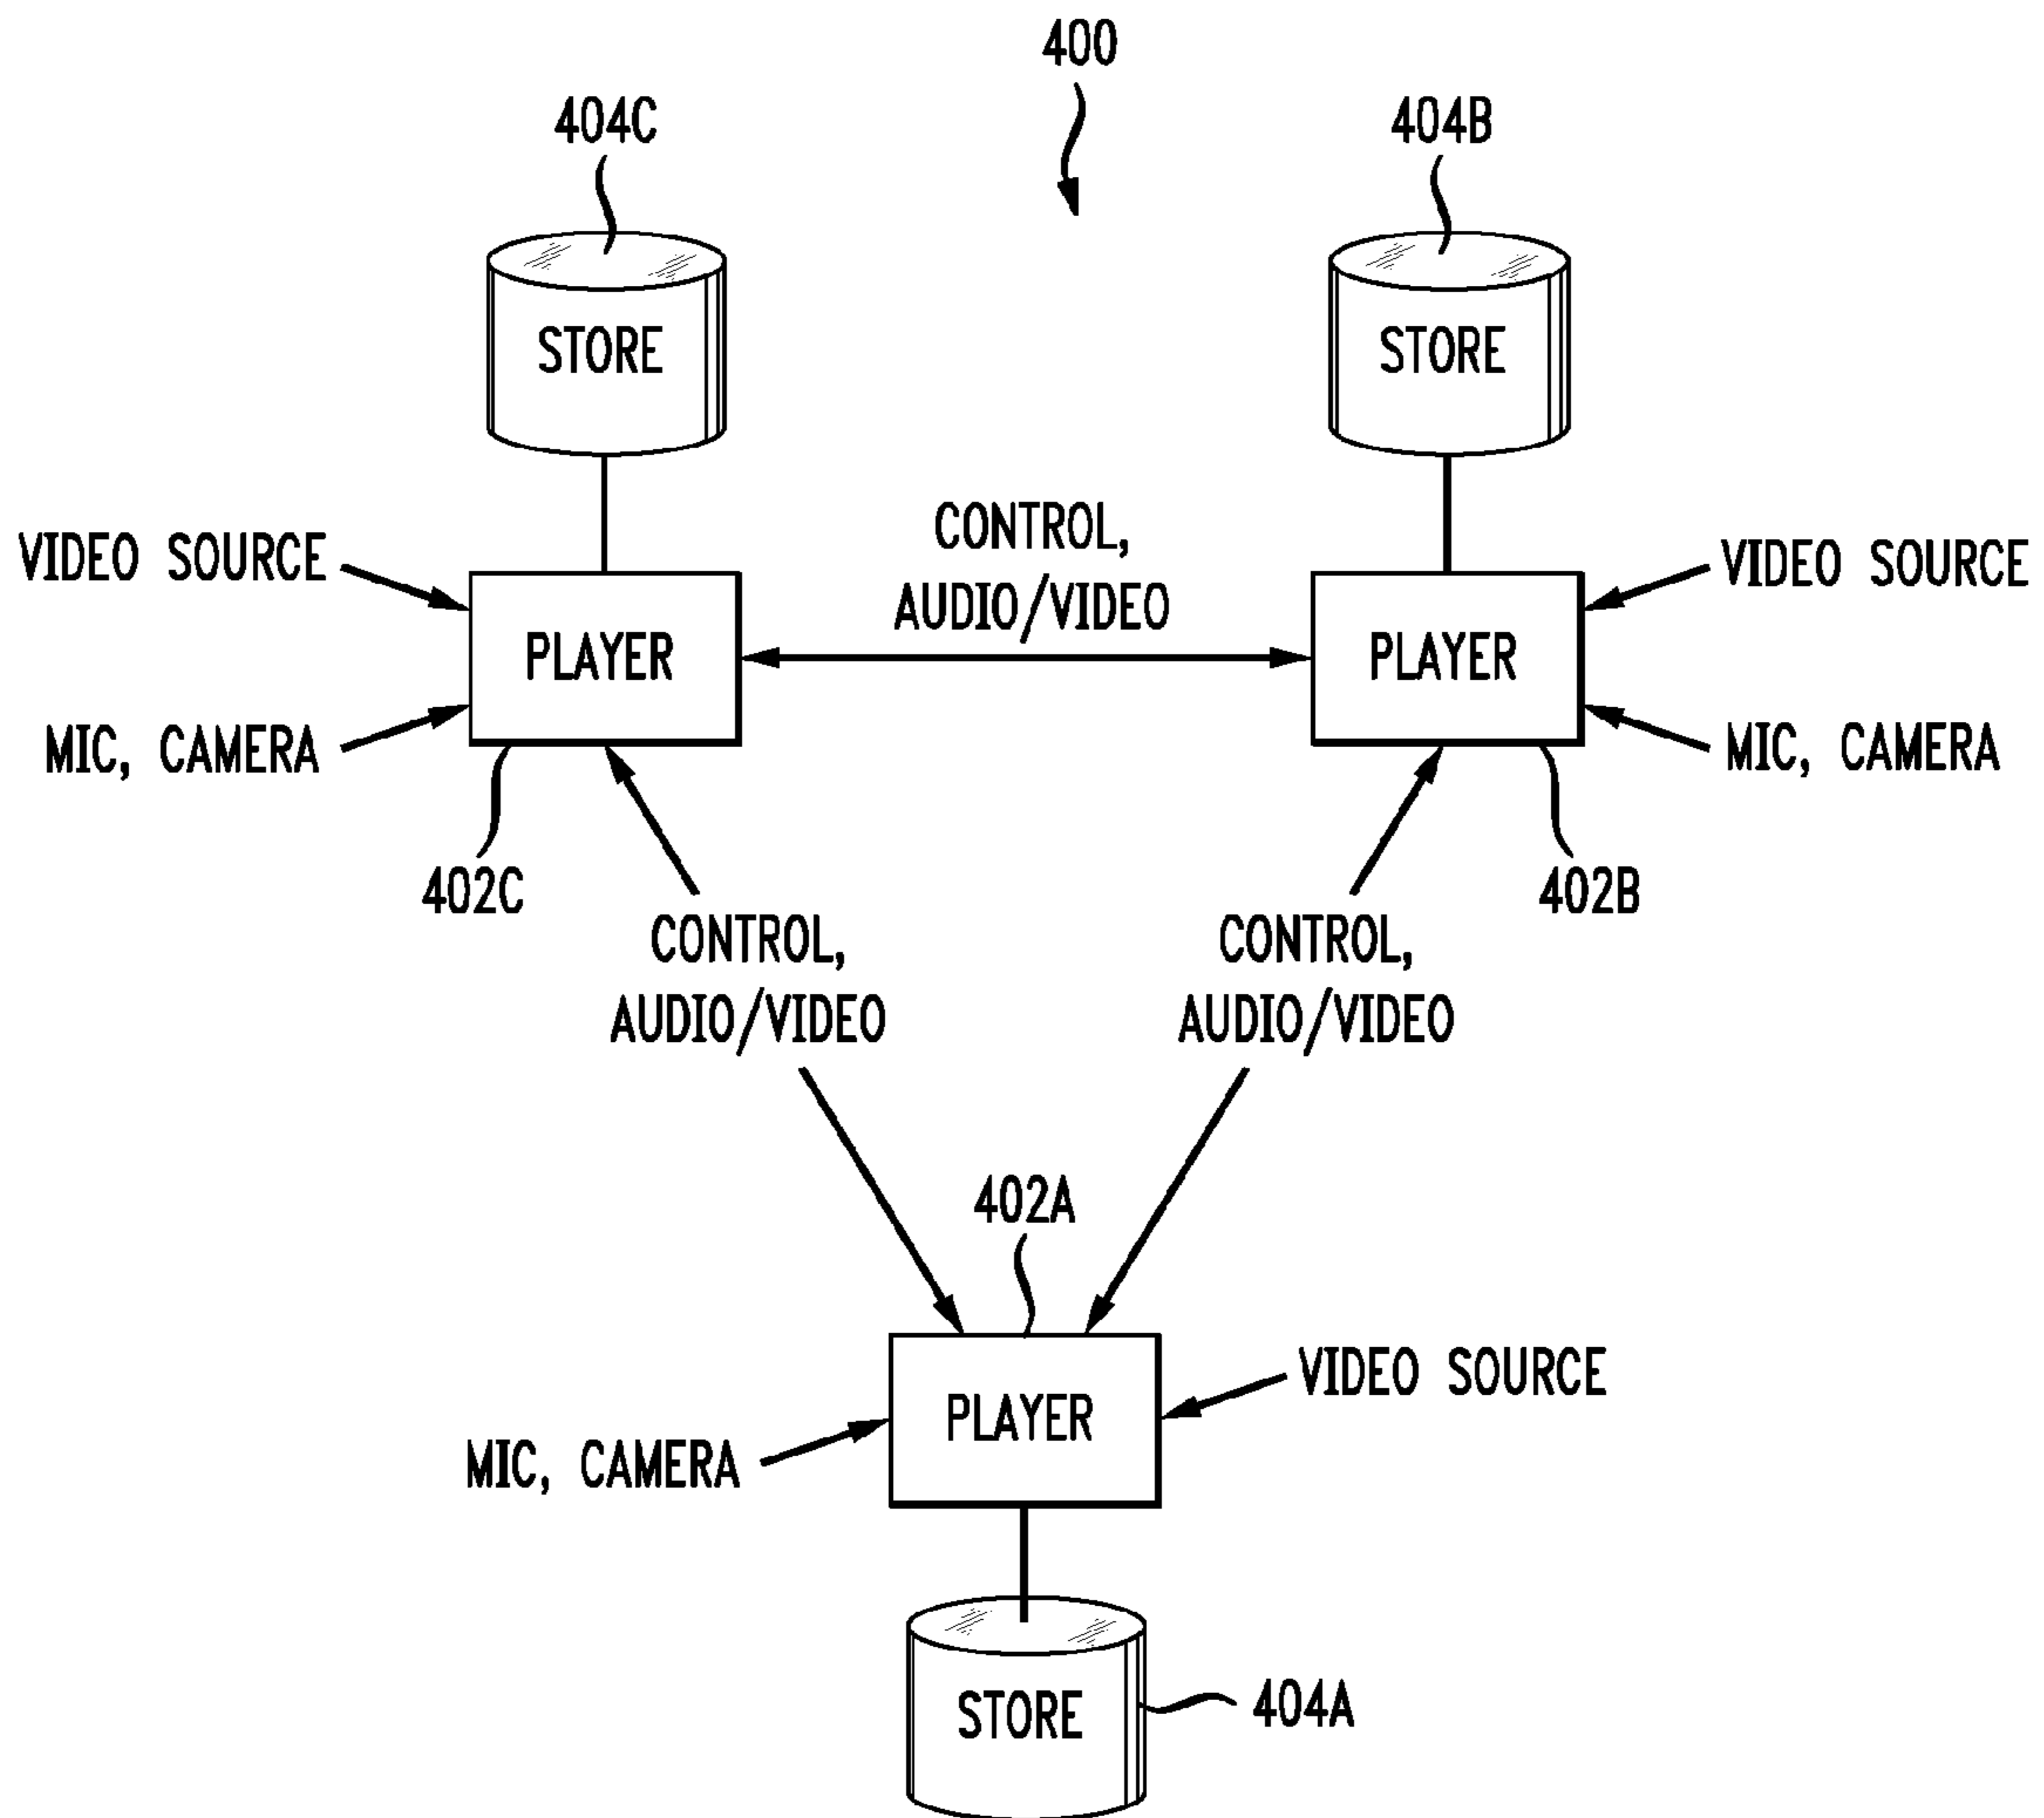 400
404C
404B
STORE
STORE
CONTROL,
AUDIO/VIDEO
VIDEO SOURCE
VIDEO SOURCE
PLAYER
PLAYER
MIC, CAMERA
MIC, CAMERA
402C
402B
CONTROL,
AUDIO/VIDEO
CONTROL,
AUDIO/VIDEO
402A
VIDEO SOURCE
PLAYER
MIC, CAMERA
STORE
404A